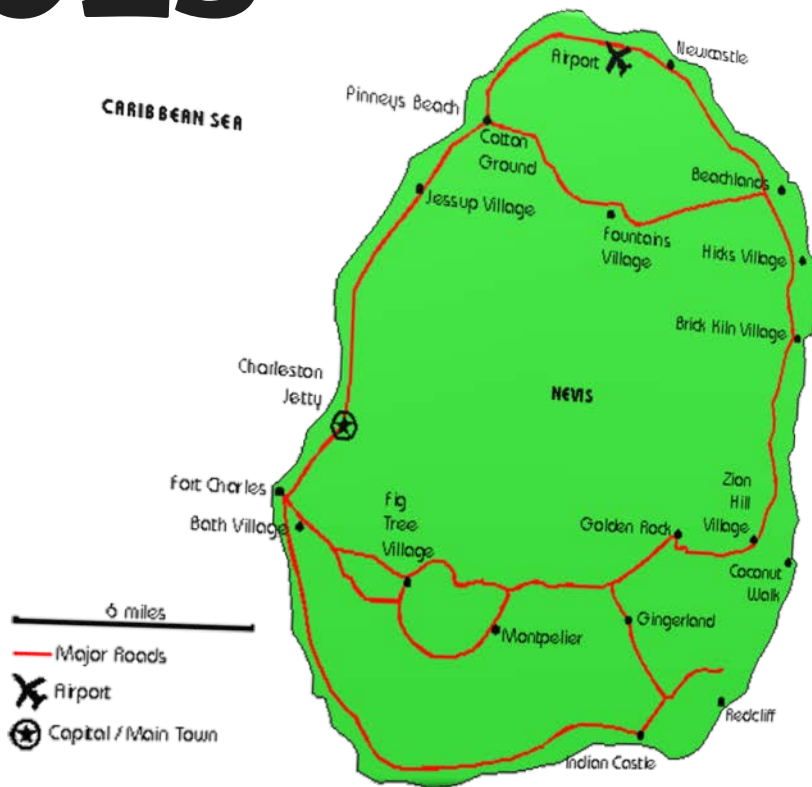 Newcastle
Airport
Pinneys Beach
CARIBBEAN SEA
Cotton
Ground
Beachlands
Jessup Village
Fountains
Village
Hicks Village
Brick Kiln Village
Charleston
Jetty
NEVIS
Zion
Hill
Village
Fort Charles
Fig
Tree
Village
Bath Village
Golden Rock
Coconut
Walk
6 miles
Gingerland
Montpelier
Major Roads
Airport
Redcliff
Capital / Main Town
Indian Castle